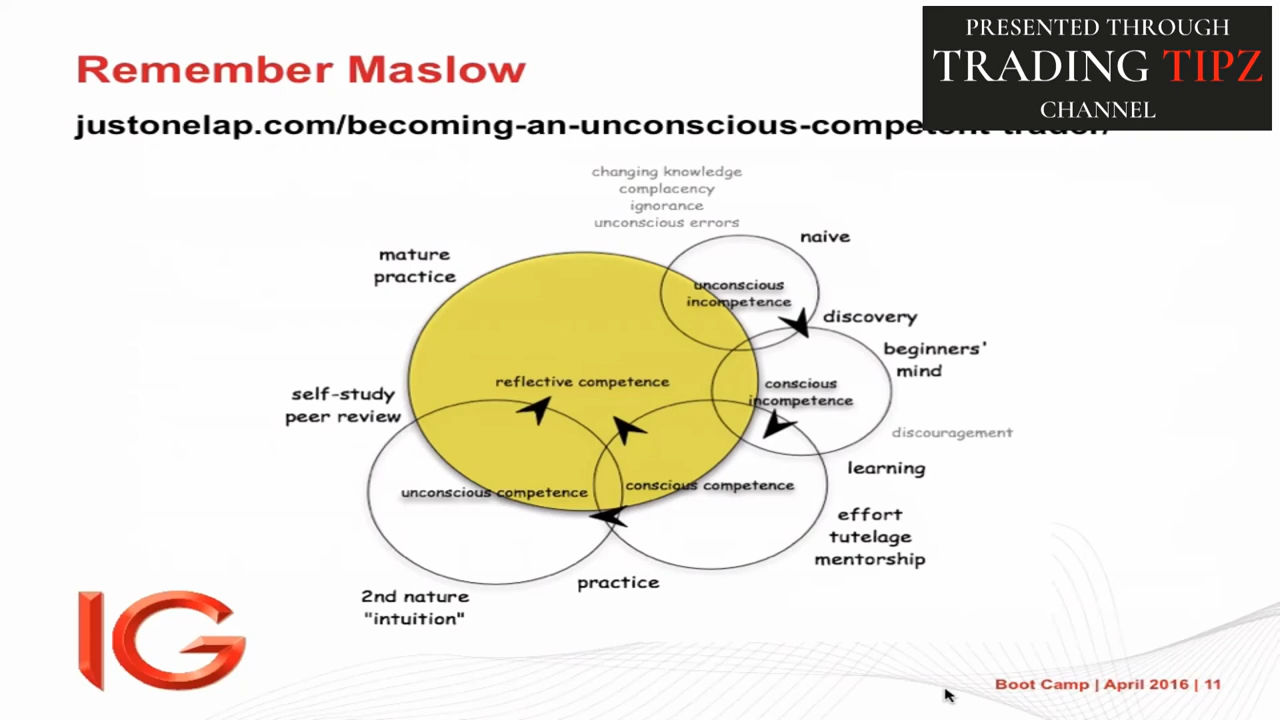 Remember Maslow
PRESENTED THROUGH
TRADING TIPZ
CHANNEL
justonelap.com/becoming-an-unconscious-competent-trader/
changing knowledge
complacency
ignorance
unconscious errors
naive
mature
practice
unconscious
incompetence
discovery
beginners'
mind
reflective competence
conscious
incompetence
self-study
peer review
discouragement
learning
unconscious competence
conscious competence
effort
tutelage
mentorship
practice
2nd nature
"intuition"
IG
Boot Camp | April 2016 | 11